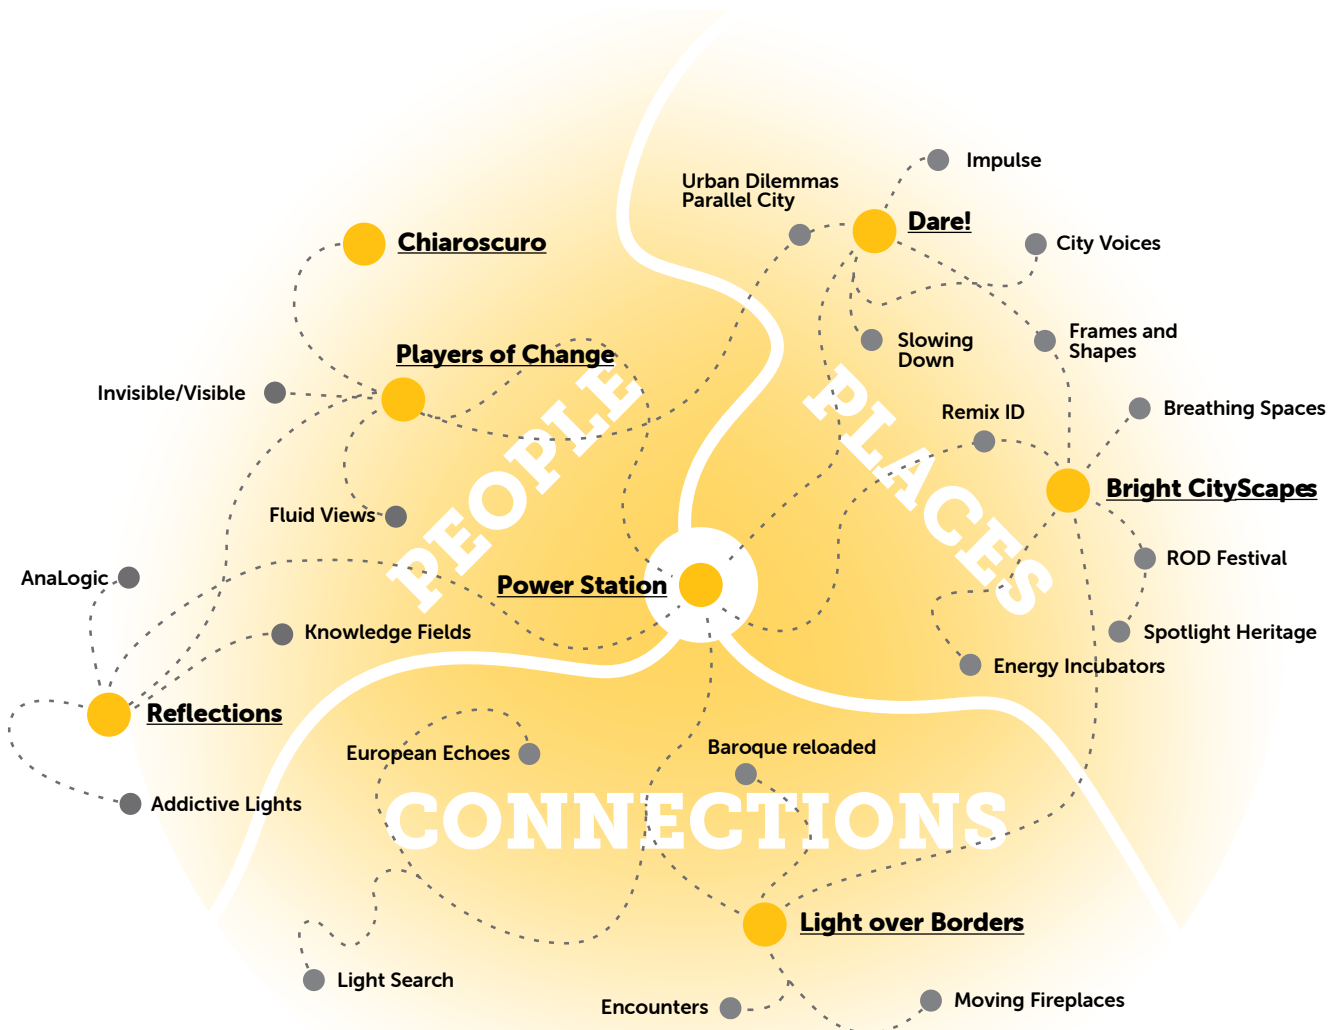 Impulse
Urban Dilemmas
Parallel City
Dare!
Chiaroscuro
City Voices
Slowing
Down
Frames and
Shapes
Players of Change
Invisible/Visible
PEOPLE
PLACES
Remix ID
Breathing Spaces
Bright CityScapes
Fluid Views
ROD Festival
AnaLogic
Power Station
Knowledge Fields
Spotlight Heritage
Energy Incubators
Reflections
European Echoes
Baroque reloaded
Addictive Lights
CONNECTIONS
Light over Borders
Light Search
Encounters
Moving Fireplaces